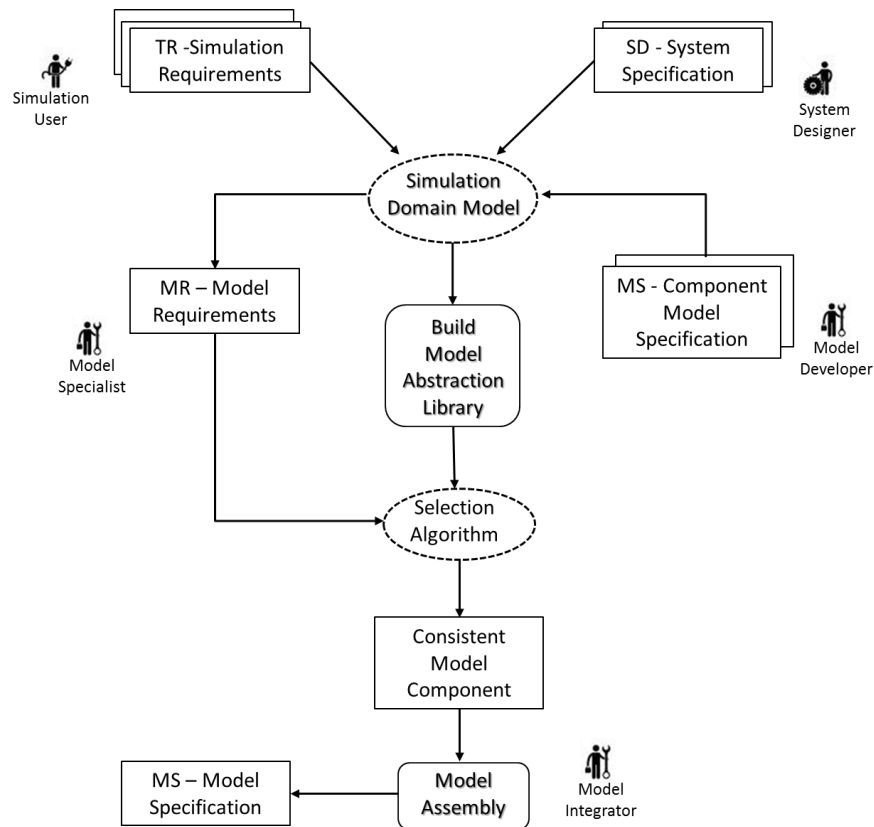 TR -Simulation
Requirements
SD - System
Specification
Simulation
User
System
Designer
Simulation
Domain Model
MR – Model
Requirements
MS - Component
Model
Specification
Build
Model
Abstraction
Library
Model
Specialist
Model
Developer
Selection
Algorithm
Consistent
Model
Component
MS – Model
Specification
Model
Assembly
Model
Integrator